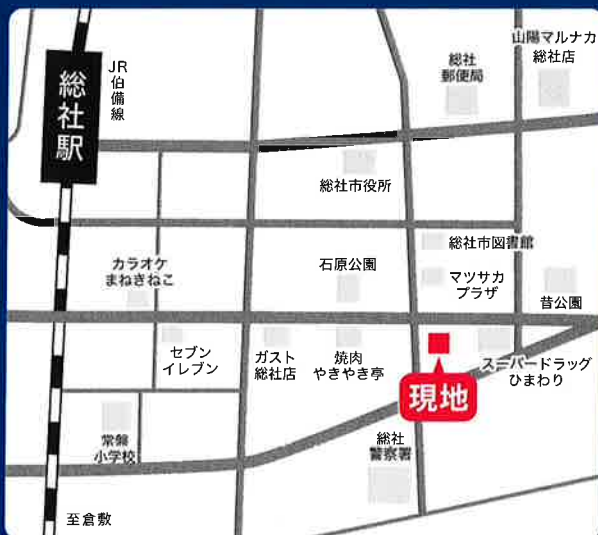 山陽マルナカ
総社店
総社
郵便局
JR
伯備線
総社駅
総社市役所
総社市図書館
カラオケ
まねきねこ
石原公園
マツサカ
プラザ
昔公園
セブン
イレブン
ガスト
総社店
焼肉
やきやき亭
スーパードラッグ
ひまわり
現地
常盤
小学校
総社
警察署
至倉敷